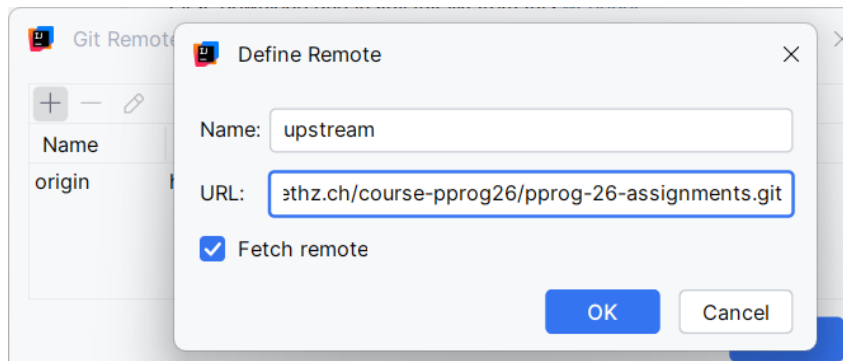 Git Remote
Define Remote
Name: upstream
Name
origin
URL: ethz.ch/course-pprog26/pprog-26-assignments.git
Fetch remote
OK Cancel